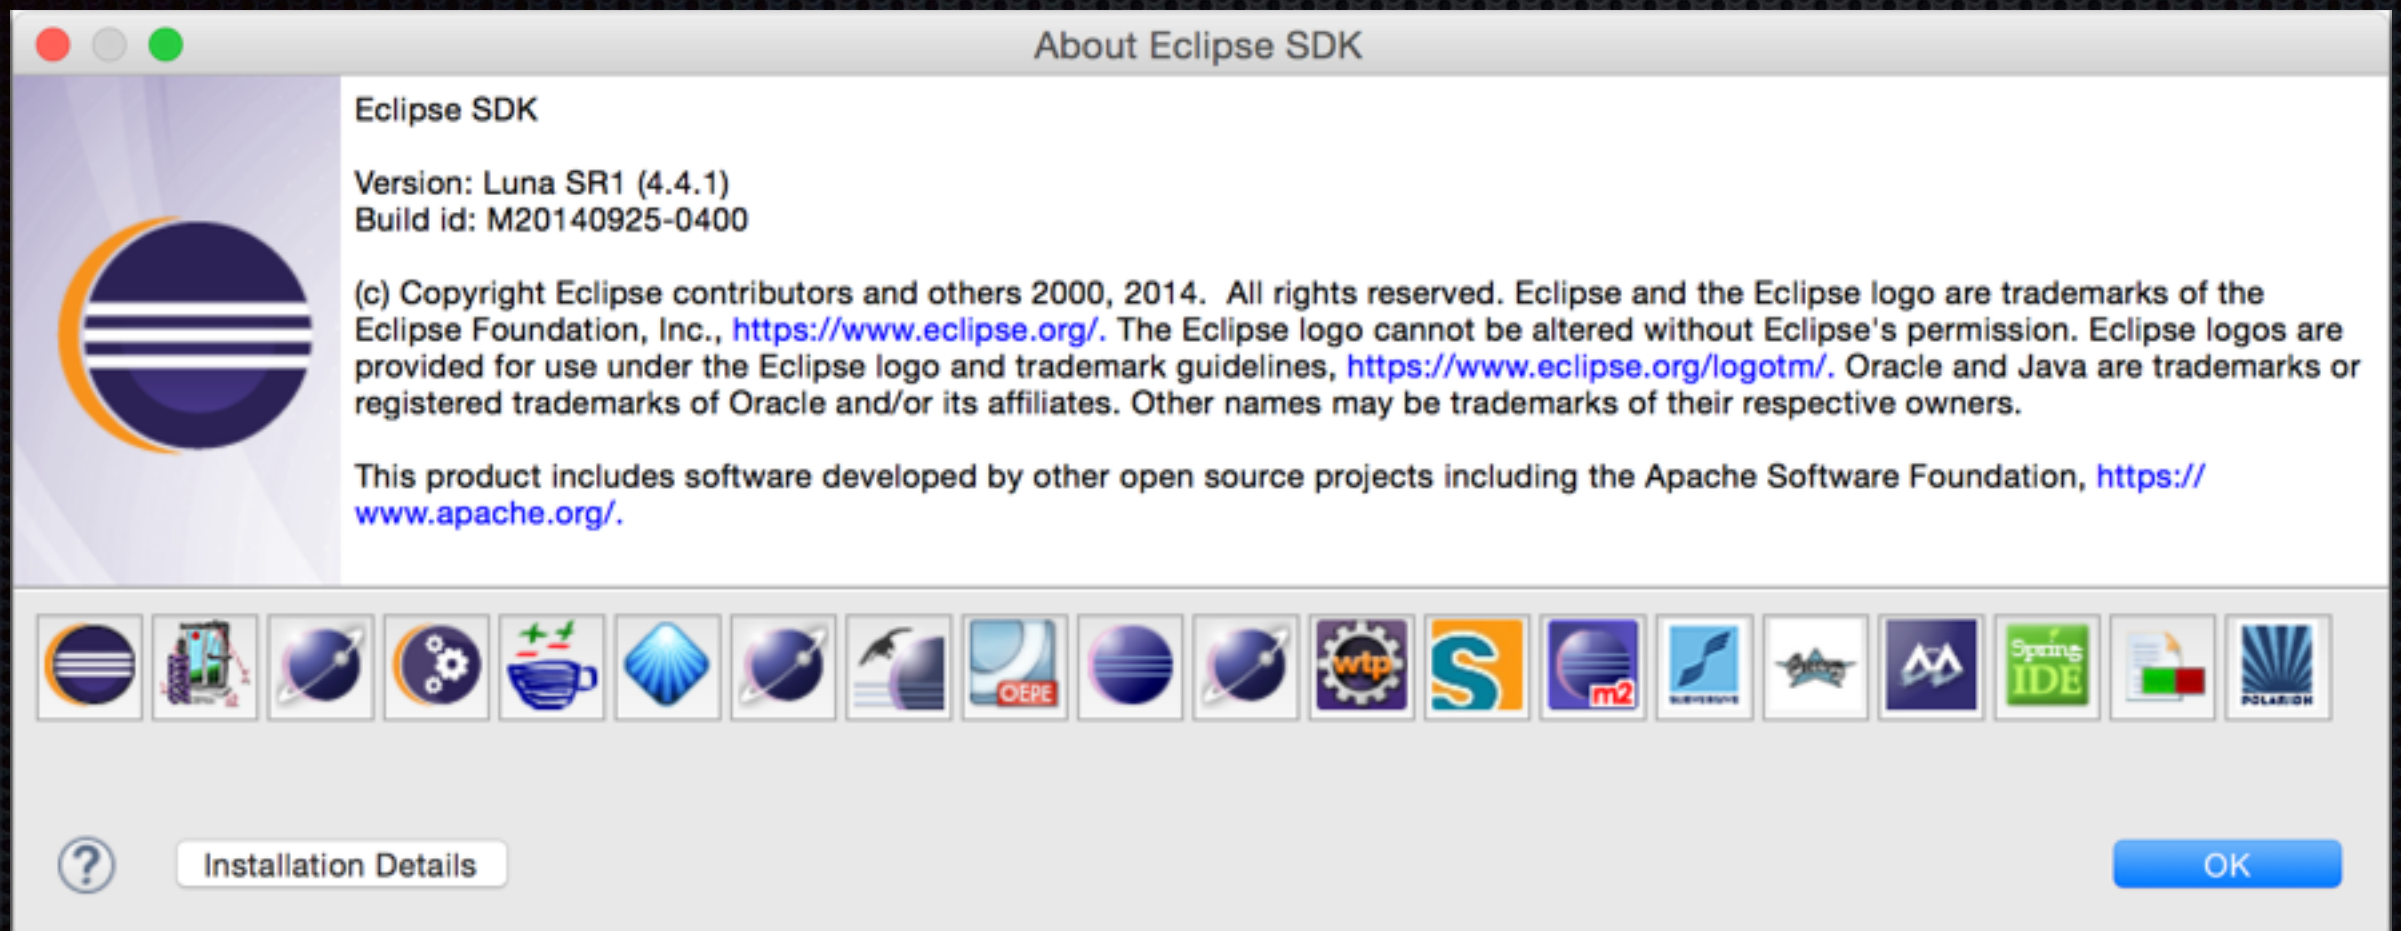 About Eclipse SDK
Eclipse SDK
Version: Luna SR1 (4.4.1)
Build id: M20140925-0400
(c) Copyright Eclipse contributors and others 2000, 2014.  All rights reserved. Eclipse and the Eclipse logo are trademarks of the
Eclipse Foundation, Inc., https://www.eclipse.org/. The Eclipse logo cannot be altered without Eclipse's permission. Eclipse logos are
provided for use under the Eclipse logo and trademark guidelines, https://www.eclipse.org/logotm/. Oracle and Java are trademarks or
registered trademarks of Oracle and/or its affiliates. Other names may be trademarks of their respective owners.
This product includes software developed by other open source projects including the Apache Software Foundation, https://
www.apache.org/.
OEPE
wtp
S
m2
SUBVERSIVE
Spring
IDE
POLARION
?
Installation Details
OK